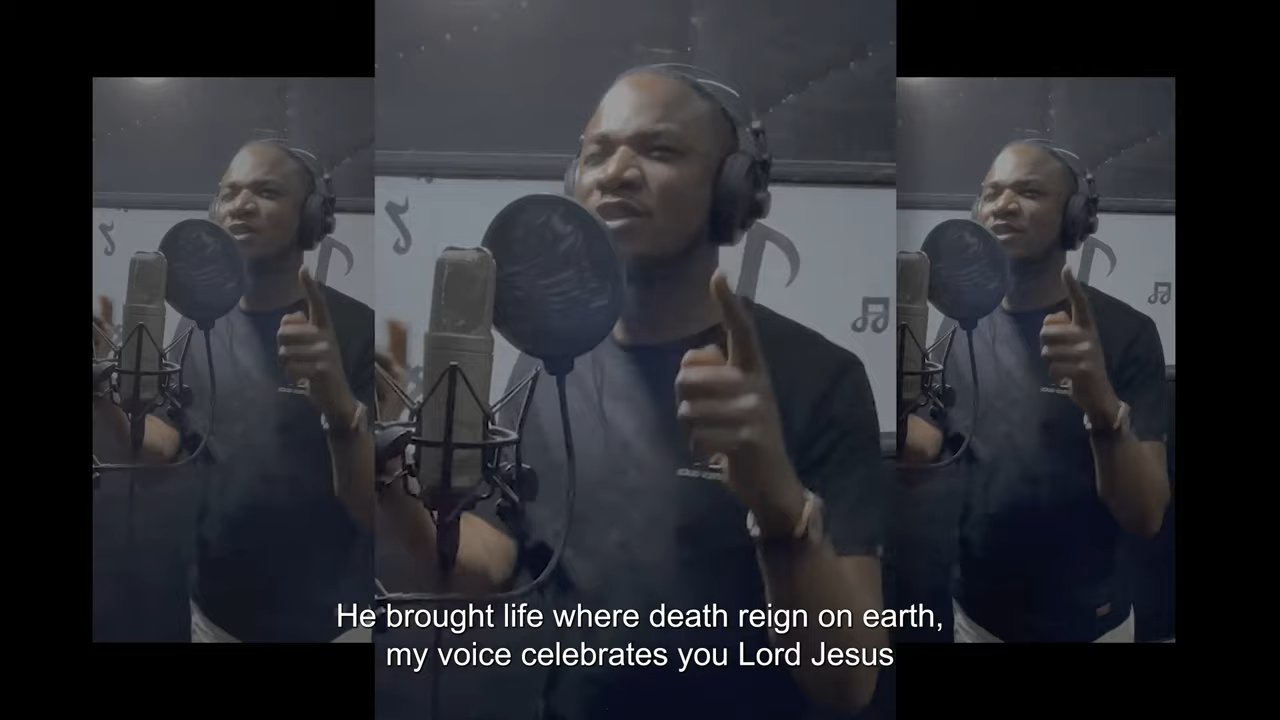 He brought life where death reign on earth,
my voice celebrates you Lord Jesus